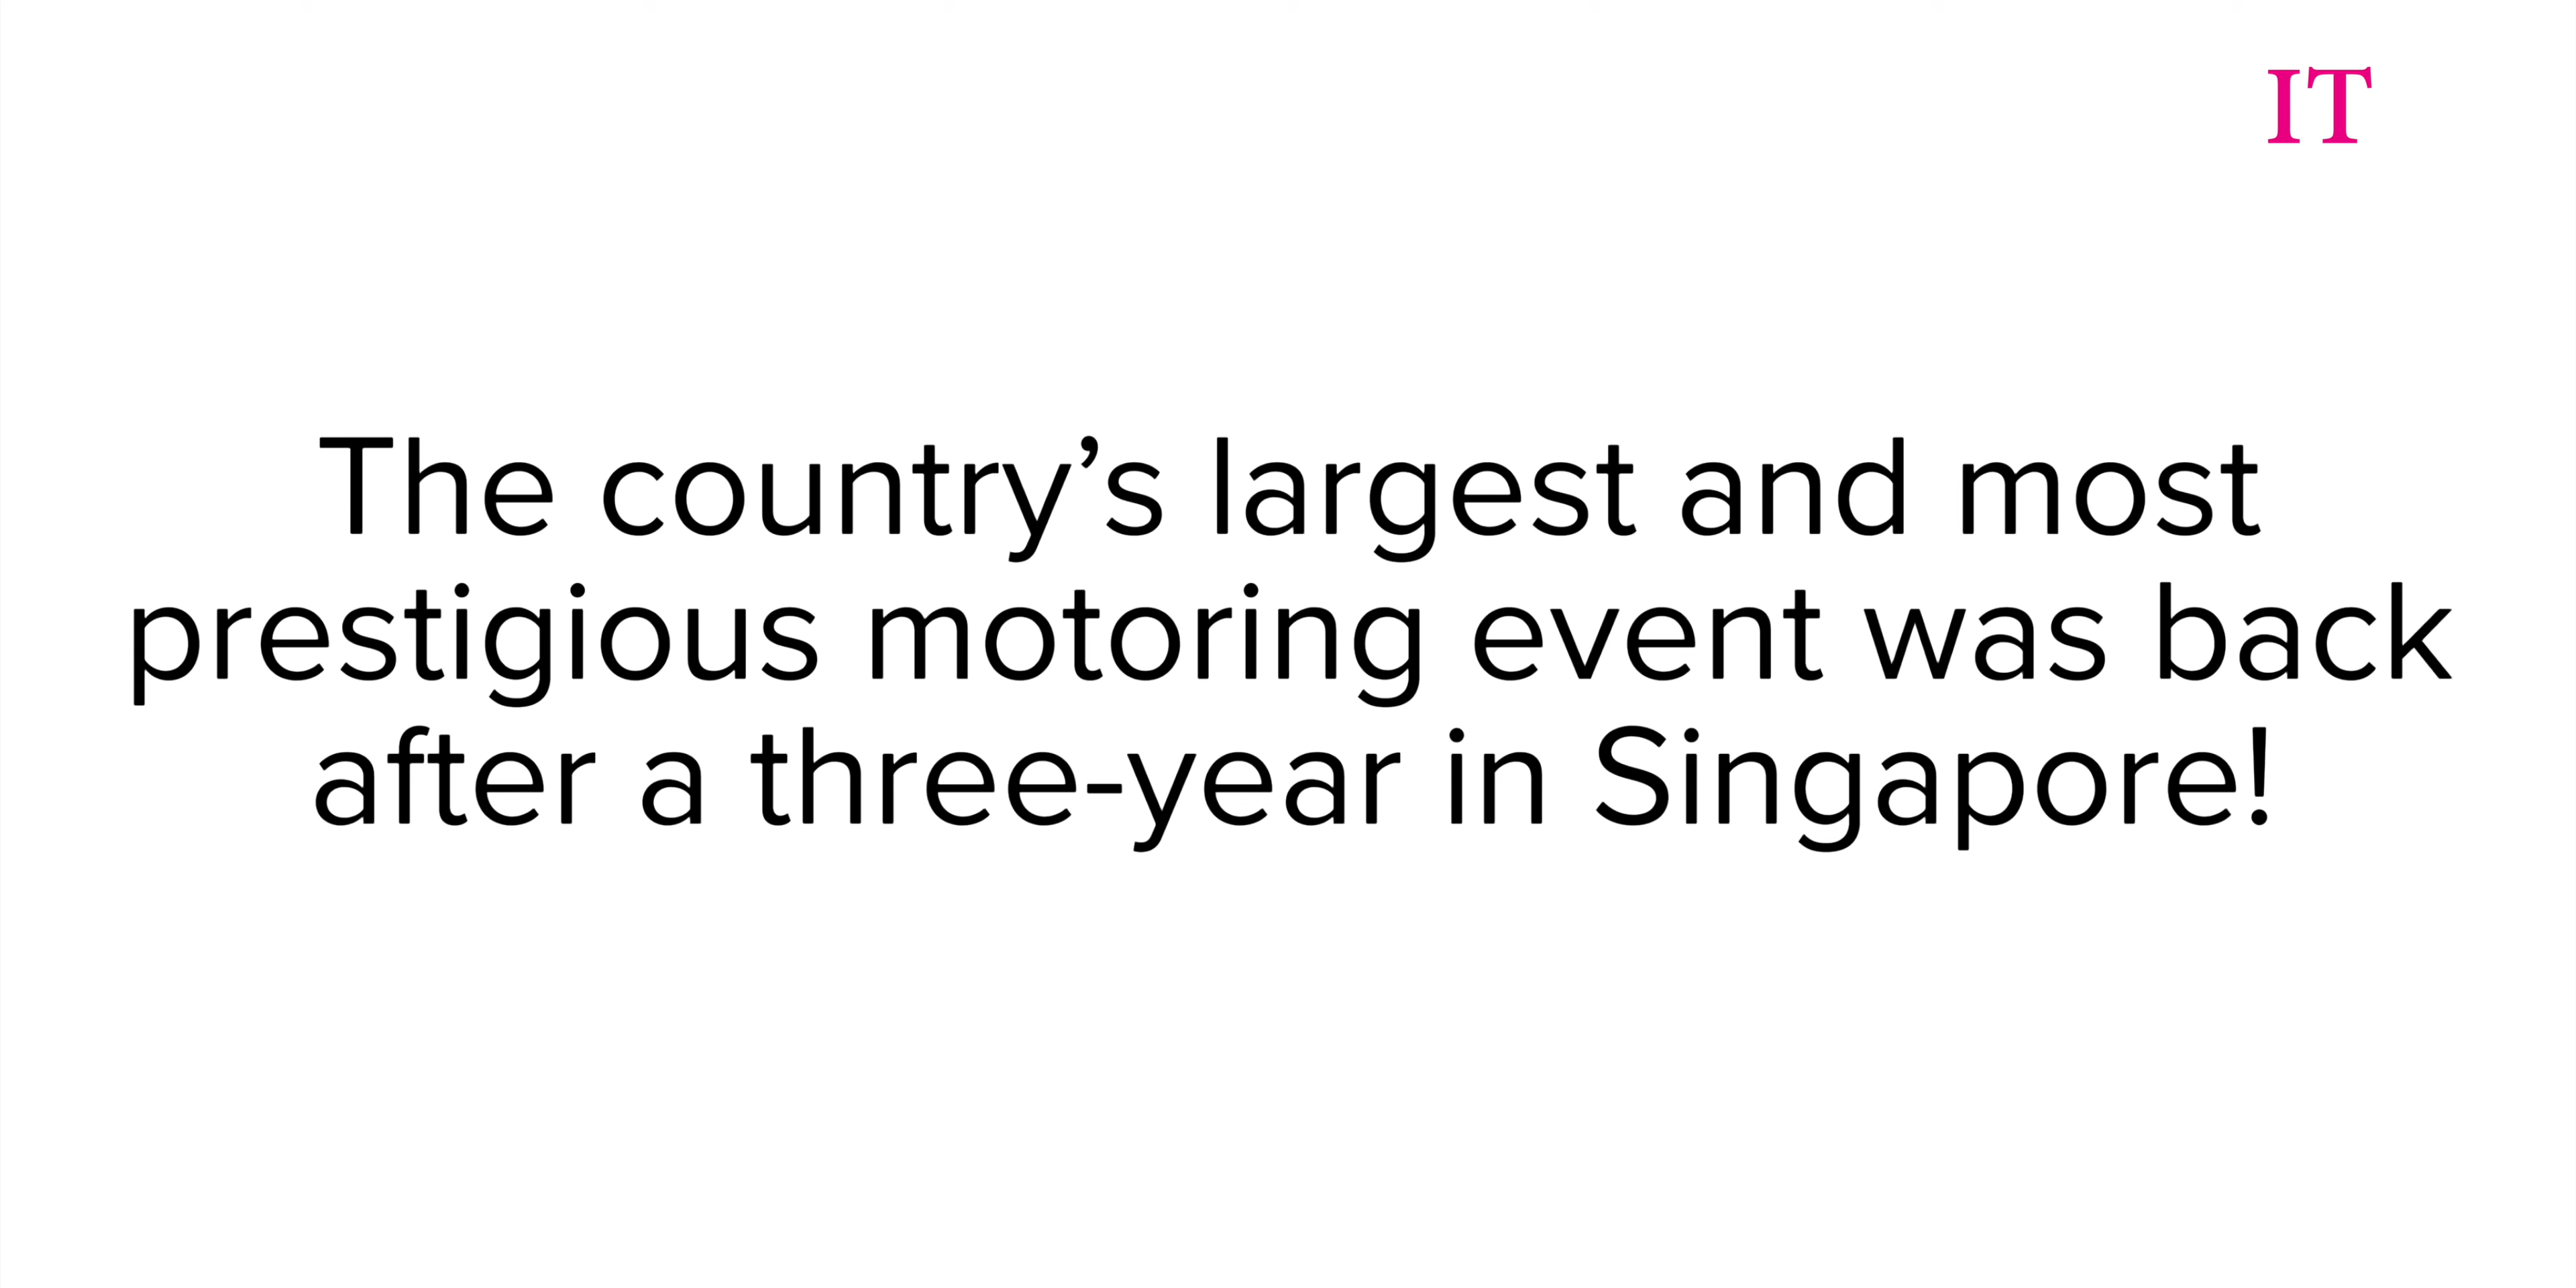 IT
The country’s largest and most
prestigious motoring event was back
after a three-year in Singapore!